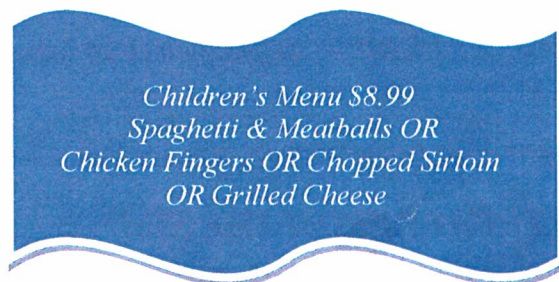 Children's Menu $8.99
Spaghetti & Meatballs OR
Chicken Fingers OR Chopped Sirloin
OR Grilled Cheese